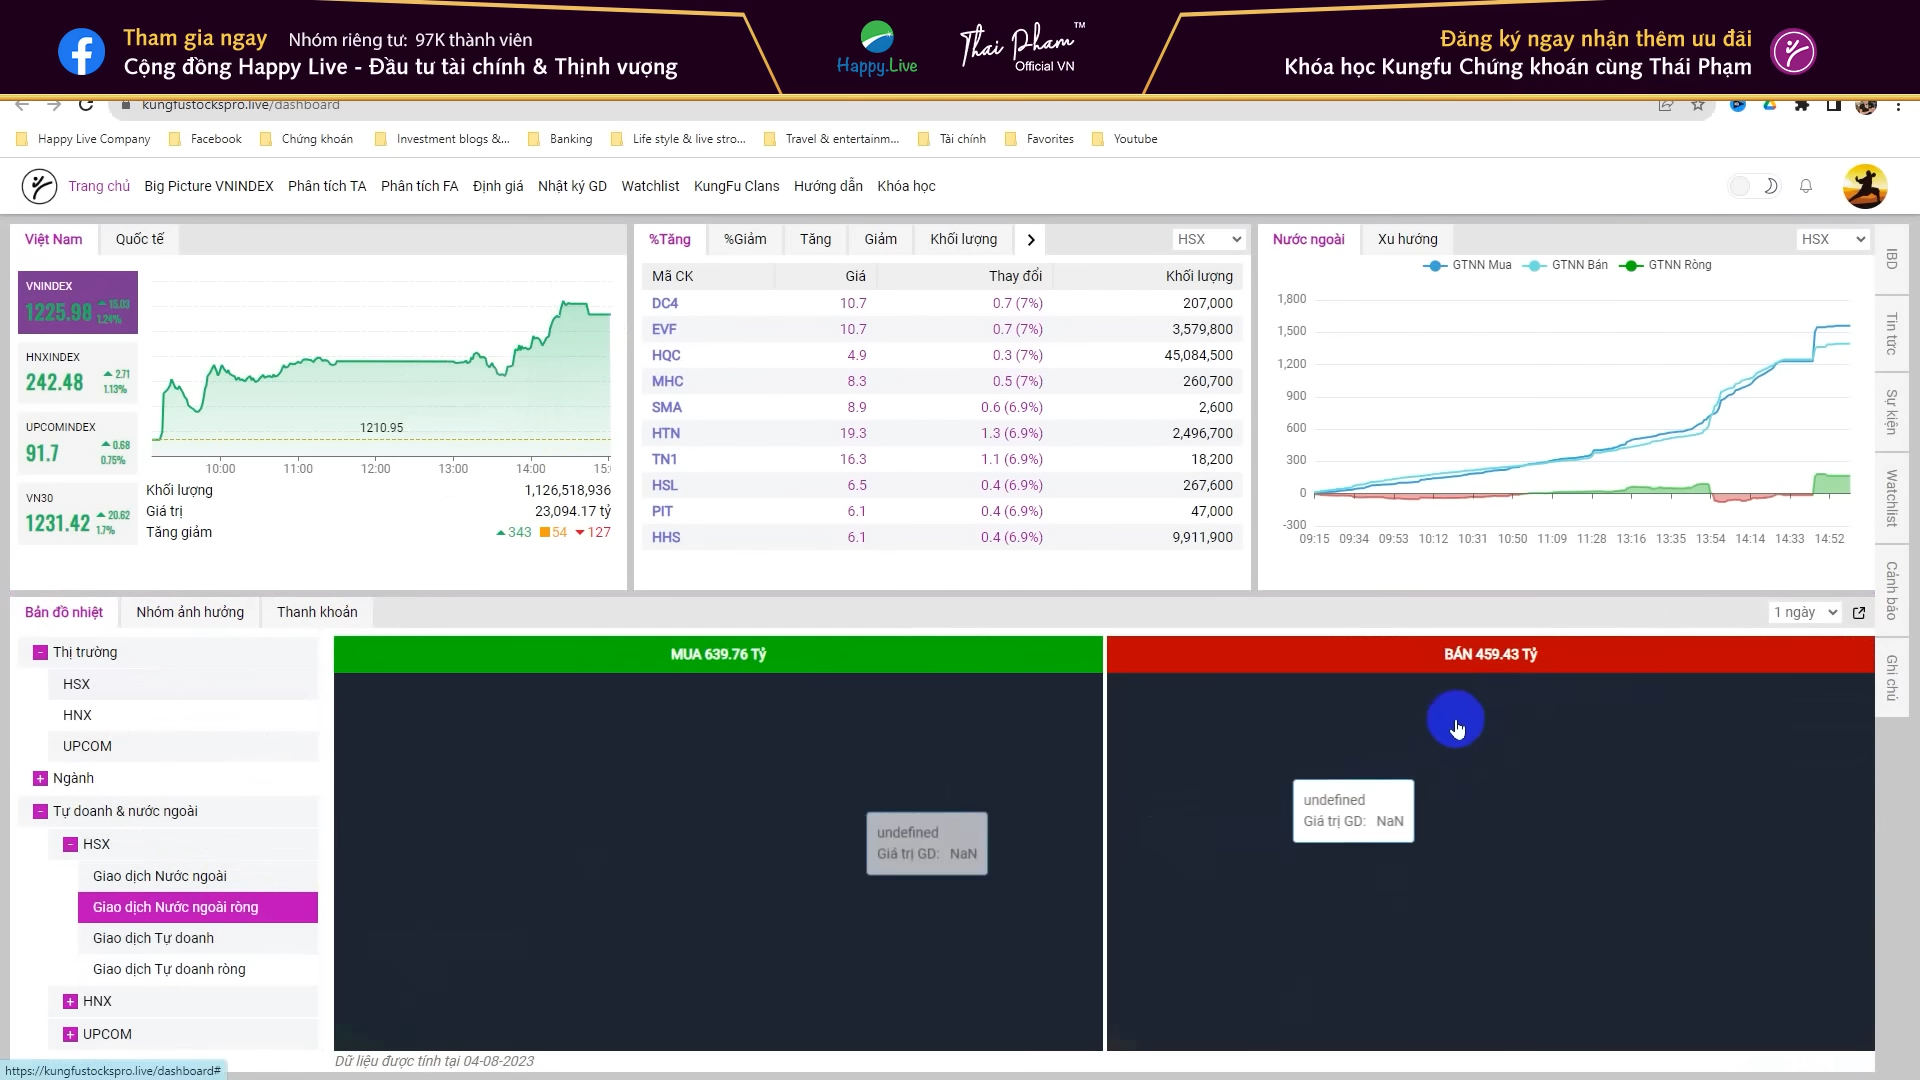 Tham gia ngay Nhóm riêng tư: 97K thành viên
Cộng đồng Happy Live - Đầu tư tài chính & Thịnh vượng
Happy.Live
Thai Pham™
Official VN
Đăng ký ngay nhận thêm ưu đãi
Khóa học Kungfu Chứng khoán cùng Thái Phạm
kungfustockspro.live/dashboard
Happy Live Company Facebook Chứng khoán Investment blogs &... Banking Life style & live stro... Travel & entertainm... Tài chính Favorites Youtube
Trang chủ Big Picture VNINDEX Phân tích TA Phân tích FA Định giá Nhật ký GD Watchlist KungFu Clans Hướng dẫn Khóa học
Việt Nam Quốc tế
VNINDEX
1225.98 15.03
1.24%
HNXINDEX
242.48 2.71
1.13%
UPCOMINDEX
91.7 0.68
0.75%
VN30
1231.42 20.62
1.7%
1210.95
10:00 11:00 12:00 13:00 14:00 15:
Khối lượng 1,126,518,936
Giá trị 23,094.17 tỷ
Tăng giảm 343 54 127
%Tăng %Giảm Tăng Giảm Khối lượng HSX
Mã CK Giá Thay đổi Khối lượng
DC4 10.7 0.7 (7%) 207,000
EVF 10.7 0.7 (7%) 3,579,800
HQC 4.9 0.3 (7%) 45,084,500
MHC 8.3 0.5 (7%) 260,700
SMA 8.9 0.6 (6.9%) 2,600
HTN 19.3 1.3 (6.9%) 2,496,700
TN1 16.3 1.1 (6.9%) 18,200
HSL 6.5 0.4 (6.9%) 267,600
PIT 6.1 0.4 (6.9%) 47,000
HHS 6.1 0.4 (6.9%) 9,911,900
Nước ngoài Xu hướng HSX
GTNN Mua GTNN Bán GTNN Ròng
1,800
1,500
1,200
900
600
300
0
-300
09:15 09:34 09:53 10:12 10:31 10:50 11:09 11:28 13:16 13:35 13:54 14:14 14:33 14:52
IBD
Tin tức
Sự kiện
Watchlist
Cảnh báo
Ghi chú
Bản đồ nhiệt Nhóm ảnh hưởng Thanh khoản 1 ngày
Thị trường
HSX
HNX
UPCOM
Ngành
Tự doanh & nước ngoài
HSX
Giao dịch Nước ngoài
Giao dịch Nước ngoài ròng
Giao dịch Tự doanh
Giao dịch Tự doanh ròng
HNX
UPCOM
MUA 639.76 Tỷ
BÁN 459.43 Tỷ
undefined
Giá trị GD: NaN
undefined
Giá trị GD: NaN
Dữ liệu được tính tại 04-08-2023
https://kungfustockspro.live/dashboard#